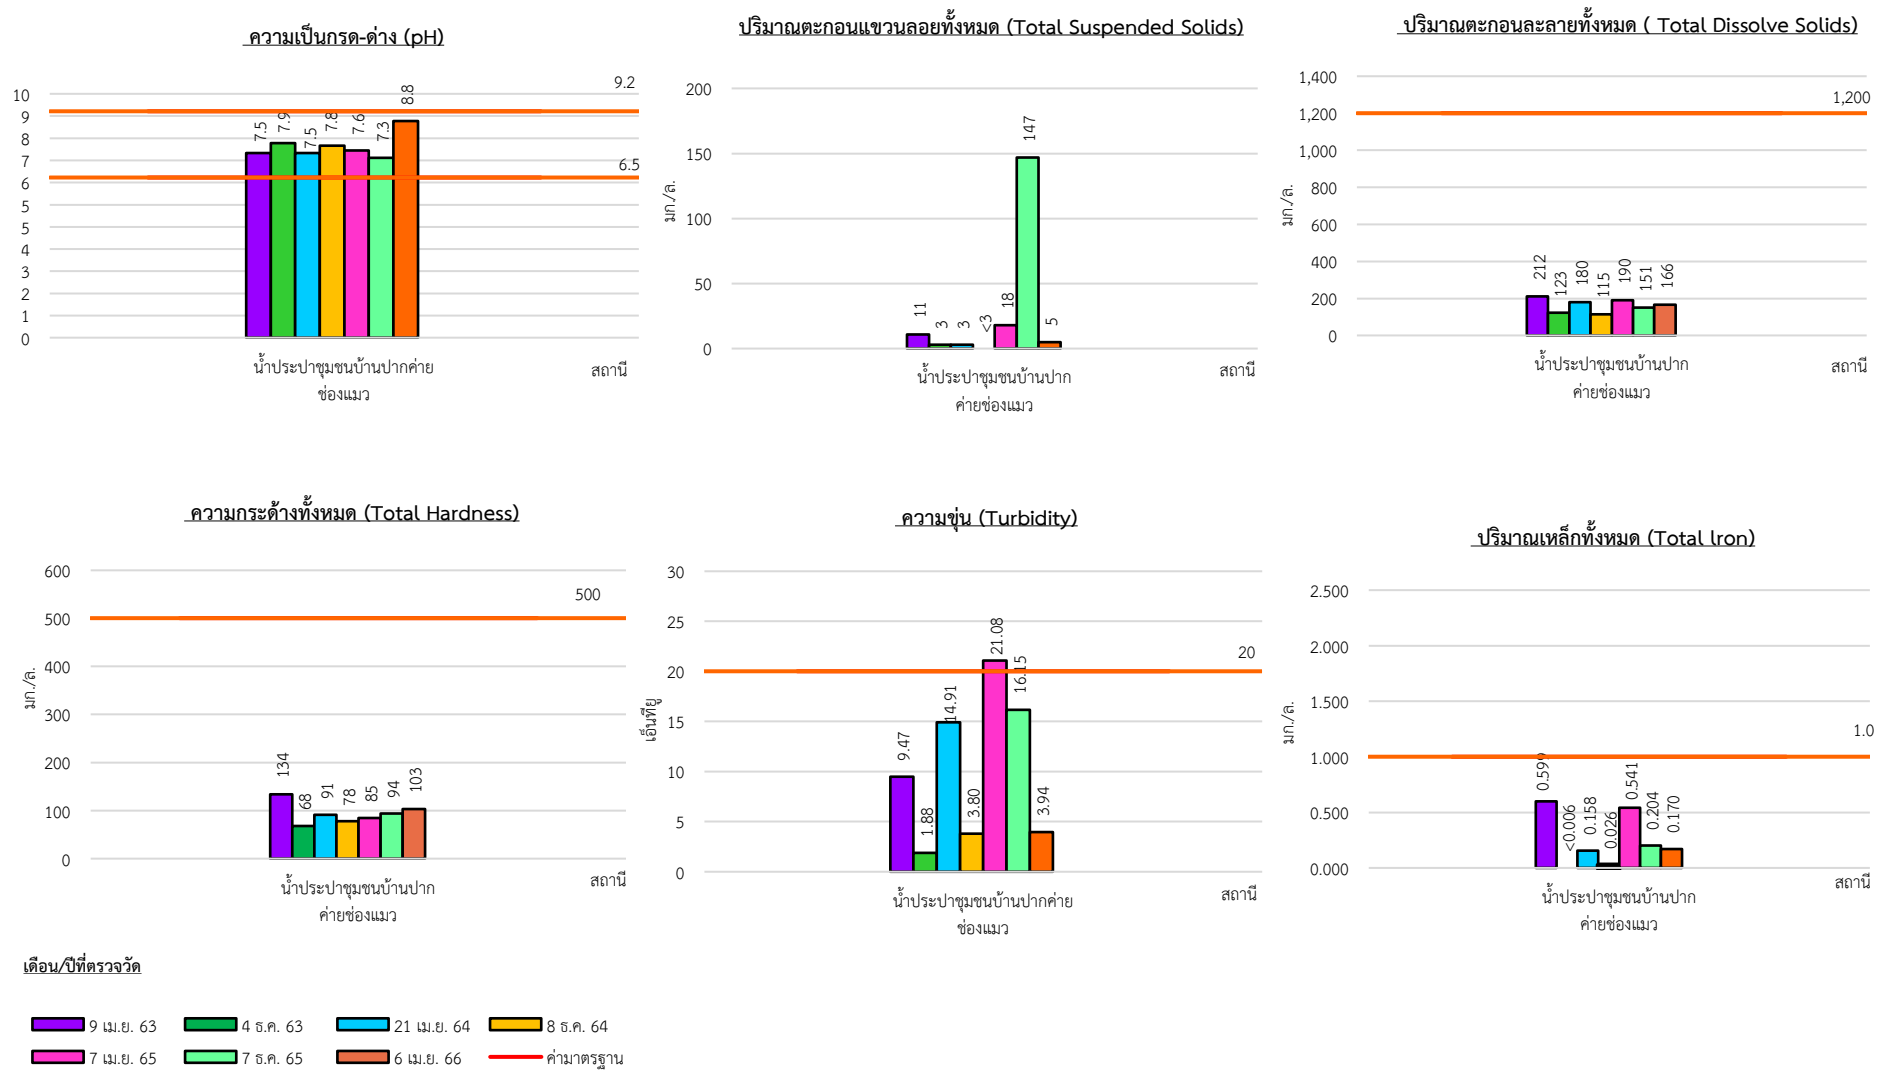 ความเป็นกรด-ด่าง (pH)
9.2
10
9
8
7
6
5
5
4
3
2
1
0
7.5
7.9
7.5
7.8
7.6
7.3
8.8
6.5
น้ำประปาชุมชนบ้านปากค่าย
ช่องแมว
สถานี
ปริมาณตะกอนแขวนลอยทั้งหมด (Total Suspended Solids)
มก./ล.
200
150
100
50
0
11
3
3
<3
18
147
5
น้ำประปาชุมชนบ้านปาก
ค่ายช่องแมว
สถานี
ปริมาณตะกอนละลายทั้งหมด ( Total Dissolve Solids)
มก./ล.
1,400
1,200
1,000
800
600
400
200
0
1,200
212
123
180
115
190
151
166
น้ำประปาชุมชนบ้านปาก
ค่ายช่องแมว
สถานี
ความกระด้างทั้งหมด (Total Hardness)
มก./ล.
600
500
400
300
200
100
0
500
134
68
91
78
85
94
103
น้ำประปาชุมชนบ้านปาก
ค่ายช่องแมว
สถานี
ความขุ่น (Turbidity)
เอ็นทียู
30
25
20
15
10
5
0
20
9.47
1.88
14.91
3.80
21.08
16.15
3.94
น้ำประปาชุมชนบ้านปากค่าย
ช่องแมว
สถานี
ปริมาณเหล็กทั้งหมด (Total lron)
มก./ล.
2.500
2.000
1.500
1.000
0.500
0.000
1.0
0.599
<0.006
0.158
0.026
0.541
0.204
0.170
น้ำประปาชุมชนบ้านปาก
ค่ายช่องแมว
สถานี
เดือน/ปีที่ตรวจวัด
9 เม.ย. 63
4 ธ.ค. 63
21 เม.ย. 64
8 ธ.ค. 64
7 เม.ย. 65
7 ธ.ค. 65
6 เม.ย. 66
ค่ามาตรฐาน